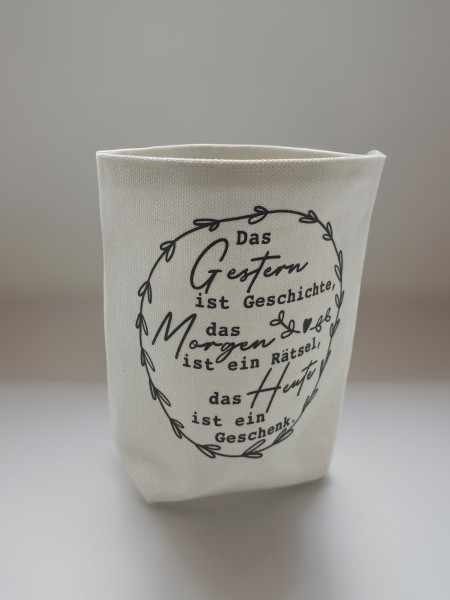 Das
Gestern
ist Geschichte,
das
Morgen
ist ein Rätsel,
das Heute
ist ein
Geschenk.